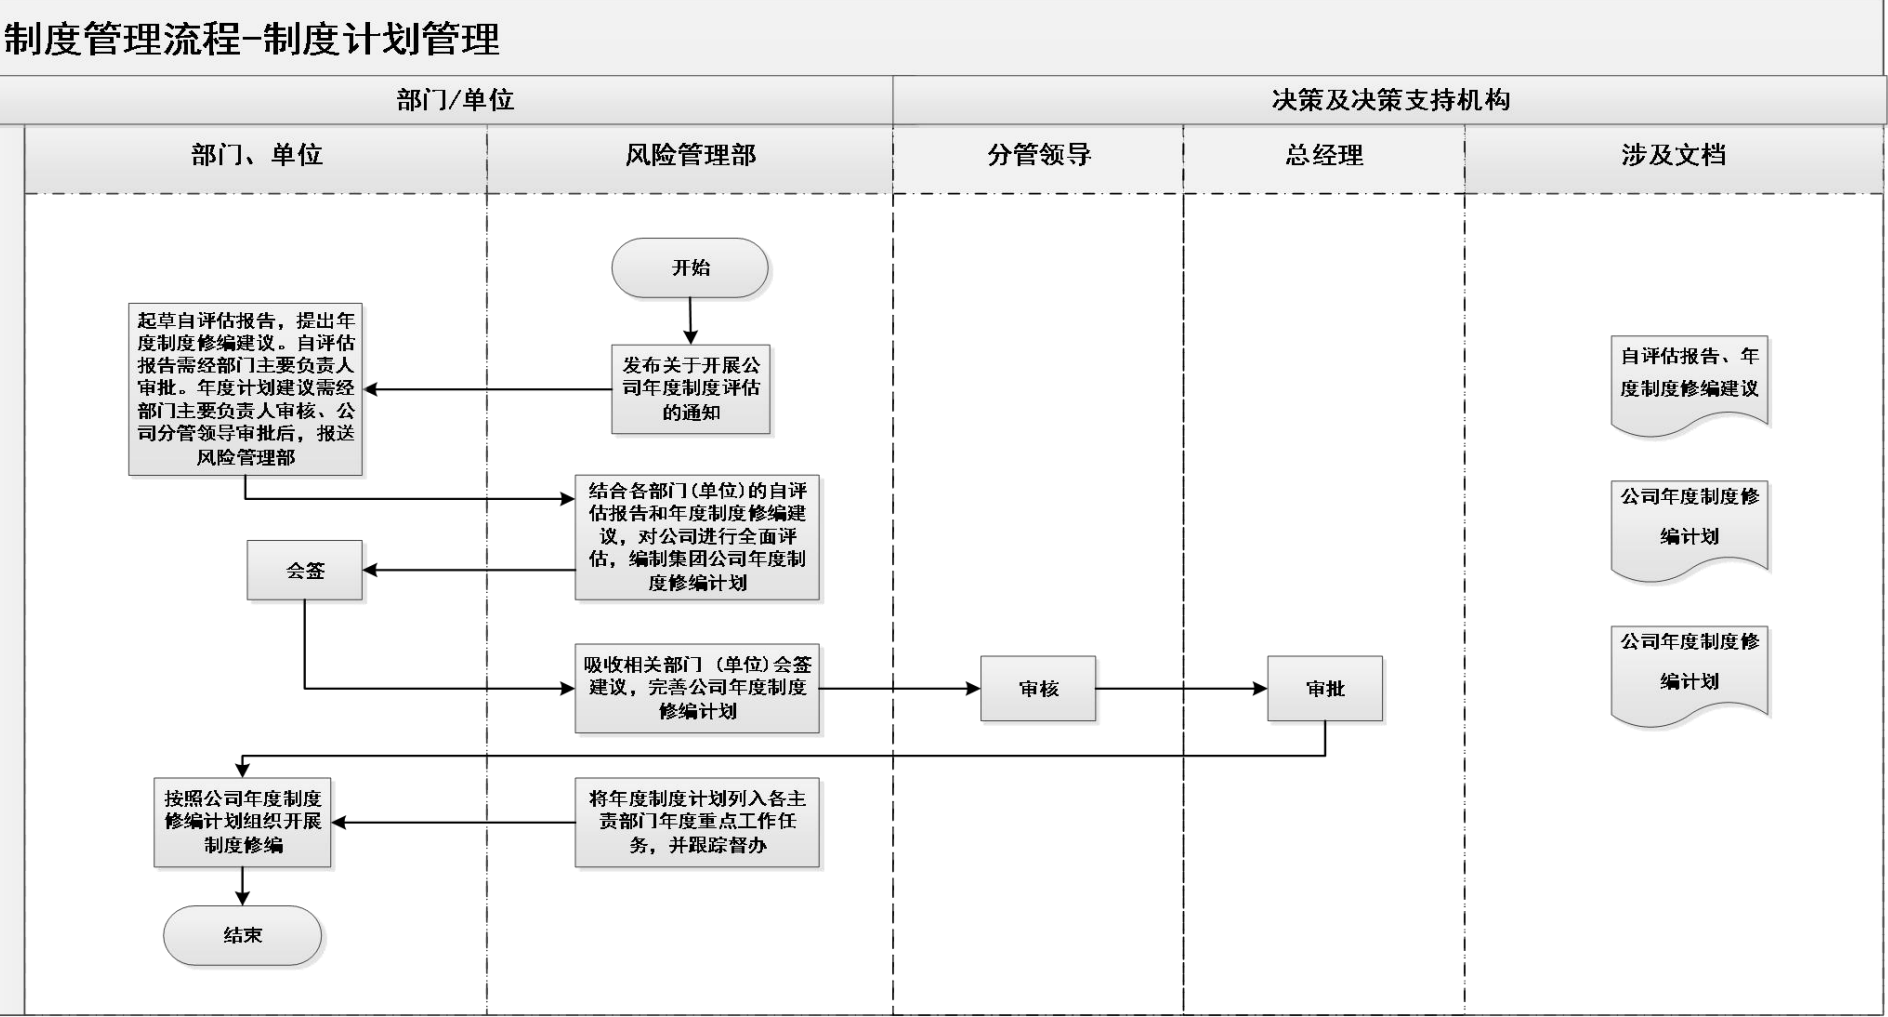 制度管理流程-制度计划管理
部门/单位
决策及决策支持机构
部门、单位
风险管理部
分管领导
总经理
涉及文档
开始
发布关于开展公
司年度制度评估
的通知
起草自评估报告，提出年
度制度修编建议。自评估
报告需经部门主要负责人
审批。年度计划建议需经
部门主要负责人审核、公
司分管领导审批后，报送
风险管理部
自评估报告、年
度制度修编建议
结合各部门(单位)的自评
估报告和年度制度修编建
议，对公司进行全面评
估，编制集团公司年度制
度修编计划
会签
公司年度制度修
编计划
吸收相关部门 (单位)会签
建议，完善公司年度制度
修编计划
审核
审批
公司年度制度修
编计划
按照公司年度制度
修编计划组织开展
制度修编
将年度制度计划列入各主
责部门年度重点工作任
务，并跟踪督办
结束